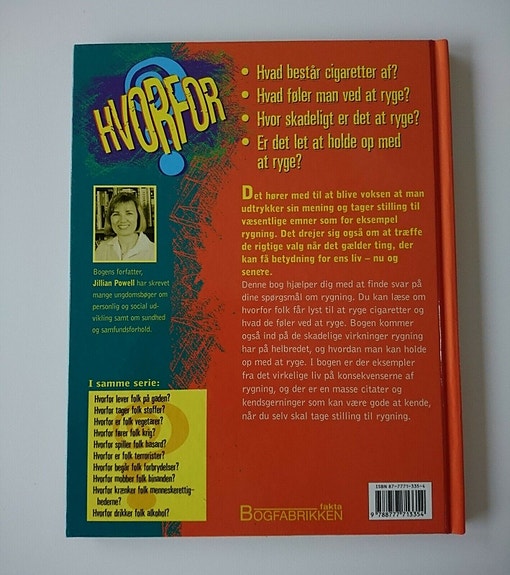 HVORFOR
?
• Hvad består cigaretter af?
• Hvad føler man ved at ryge?
• Hvor skadeligt er det at ryge?
• Er det let at holde op med
at ryge?
Det hører med til at blive voksen at man
udtrykker sin mening og tager stilling til
væsentlige emner som for eksempel
rygning. Det drejer sig også om at træffe
de rigtige valg når det gælder ting, der
kan få betydning for ens liv – nu og
senere.
Denne bog hjælper dig med at finde svar på
dine spørgsmål om rygning. Du kan læse om
hvorfor folk får lyst til at ryge cigaretter og
hvad de føler ved at ryge. Bogen kommer
også ind på de skadelige virkninger rygning
har på helbredet, og hvordan man kan holde
op med at ryge. I bogen er der eksempler
fra det virkelige liv på konsekvenserne af
rygning, og der er en masse citater og
kendsgerninger som kan være gode at kende,
når du selv skal tage stilling til rygning.
Bogens forfatter,
Jillian Powell har skrevet
mange ungdomsbøger om
personlig og social ud-
vikling samt om sundhed
og samfundsforhold.
I samme serie:
Hvorfor lever folk på gaden?
Hvorfor tager folk stoffer?
Hvorfor er folk vegetarer?
Hvorfor fører folk krig?
Hvorfor spiller folk hasard?
Hvorfor er folk terrorister?
Hvorfor begår folk forbrydelser?
Hvorfor mobber folk hinanden?
Hvorfor krænker folk menneskerettig-
hederne?
Hvorfor drikker folk alkohol?
fakta
BOGFABRIKKEN
ISBN 87-7771-335-4
9 788777 713354